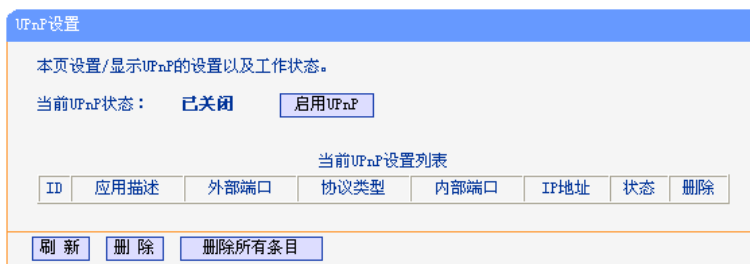 UPnP设置
本页设置/显示UPnP的设置以及工作状态。
当前UPnP状态： 已关闭 启用UPnP
当前UPnP设置列表
ID 应用描述 外部端口 协议类型 内部端口 IP地址 状态 删除
刷 新 删 除 删除所有条目